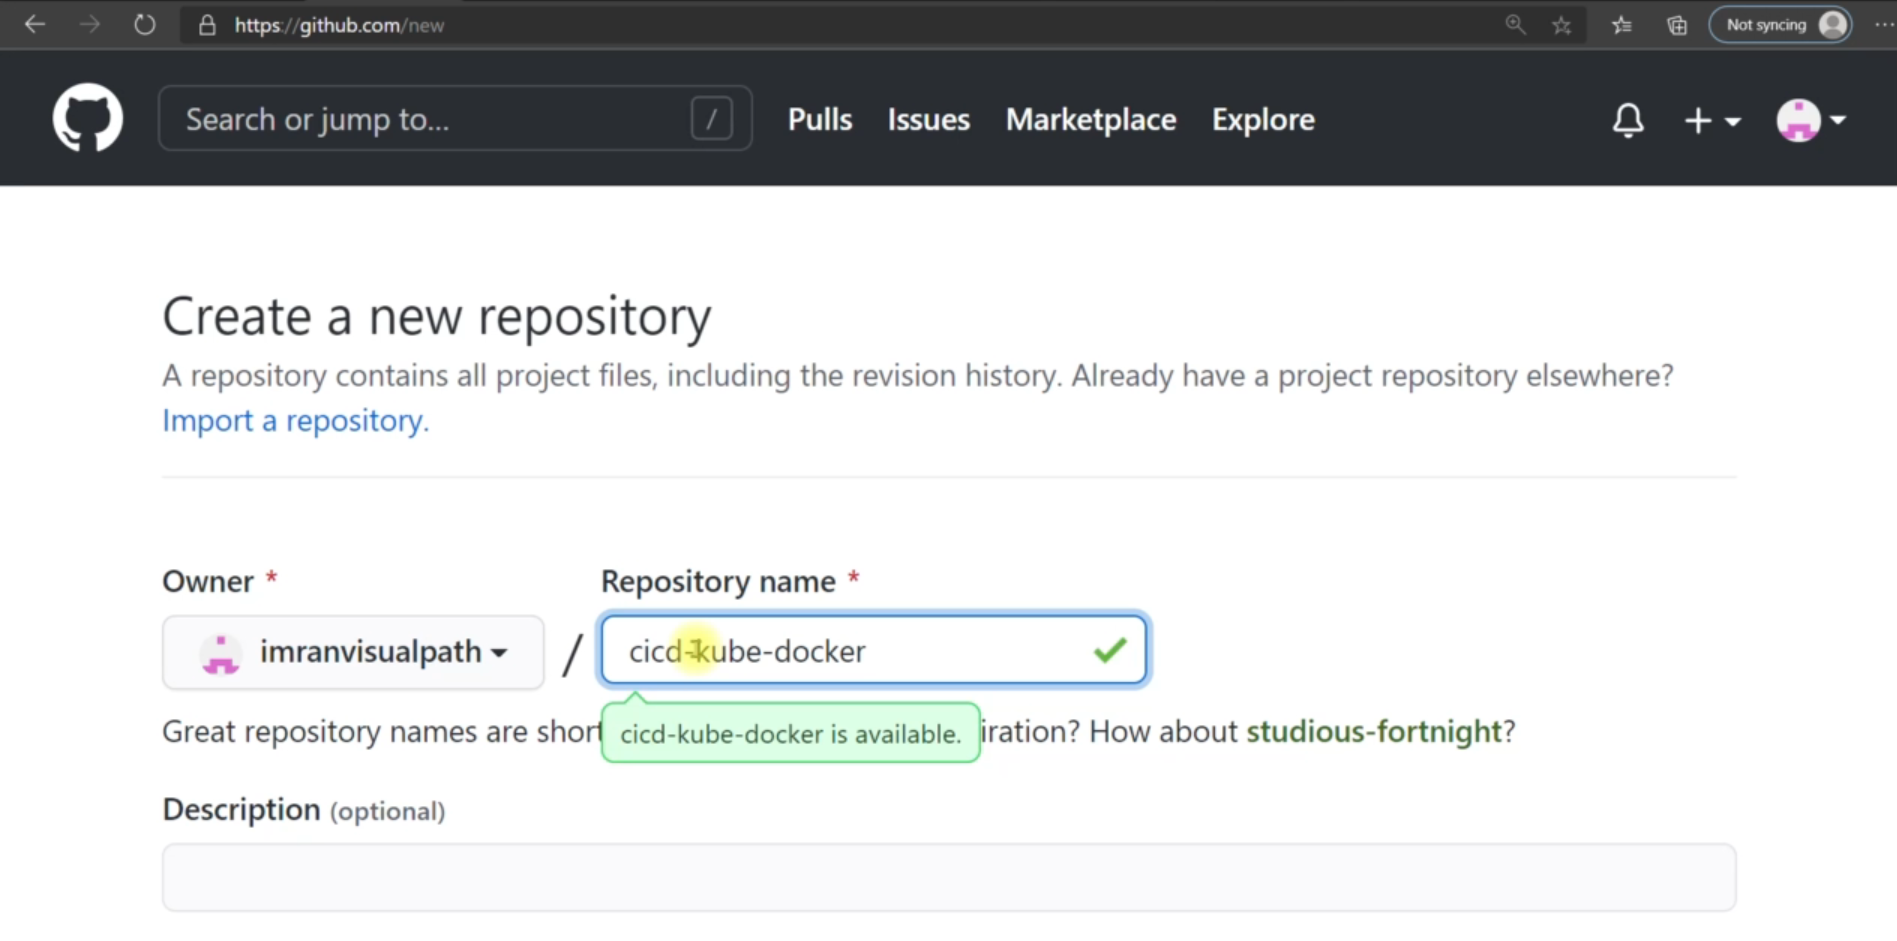 https://github.com/new
Not syncing
Search or jump to...
/
Pulls
Issues
Marketplace
Explore
Create a new repository
A repository contains all project files, including the revision history. Already have a project repository elsewhere?
Import a repository.
Owner *
Repository name *
imranvisualpath
/
cicd-kube-docker
Great repository names are short
cicd-kube-docker is available.
iration? How about studious-fortnight?
Description (optional)